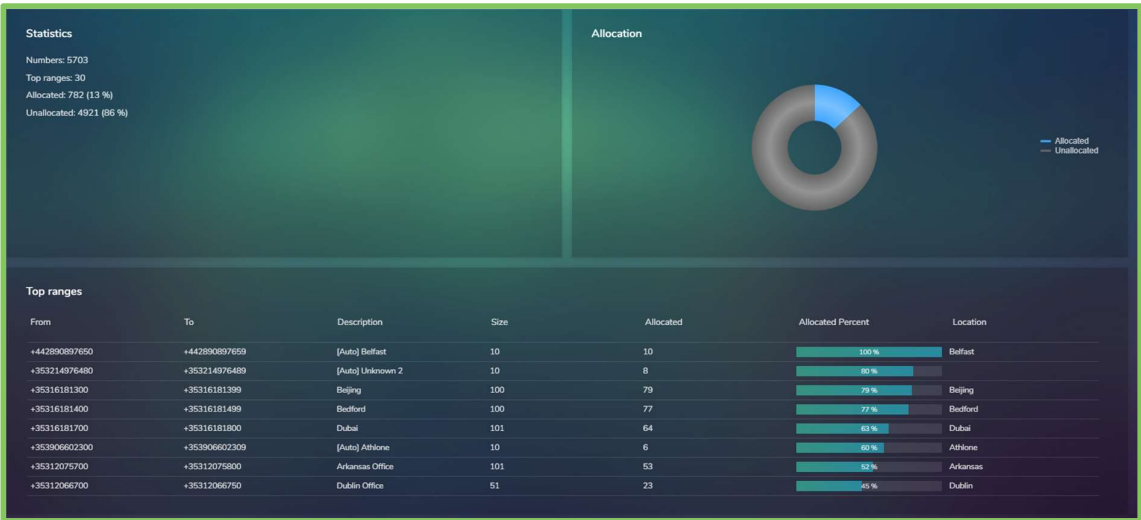 Statistics
Numbers: 5703
Top ranges: 30
Allocated: 782 (13 %)
Unallocated: 4921 (86 %)
Allocation
Allocated
Unallocated
Top ranges
From To Description Size Allocated Allocated Percent Location
+442890897650 +442890897659 [Auto] Belfast 10 10 100 % Belfast
+353214976480 +353214976489 [Auto] Unknown 2 10 8 80 %
+35316181300 +35316181399 Beijing 100 79 79 % Beijing
+35316181400 +35316181499 Bedford 100 77 77 % Bedford
+35316181700 +35316181800 Dubai 101 64 63 % Dubai
+353906602300 +353906602309 [Auto] Athlone 10 6 60 % Athlone
+35312075700 +35312075800 Arkansas Office 101 53 52 % Arkansas
+35312066700 +35312066750 Dublin Office 51 23 45 % Dublin